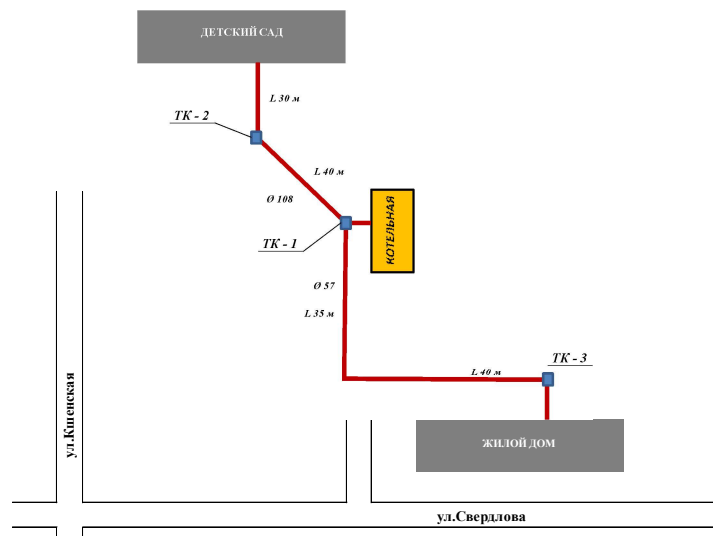 ДЕТСКИЙ САД
L 30 м
ТК - 2
L 40 м
Ø 108
КОТЕЛЬНАЯ
ТК - 1
Ø 57
L 35 м
ТК - 3
L 40 м
ул.Кшенская
ЖИЛОЙ ДОМ
ул.Свердлова